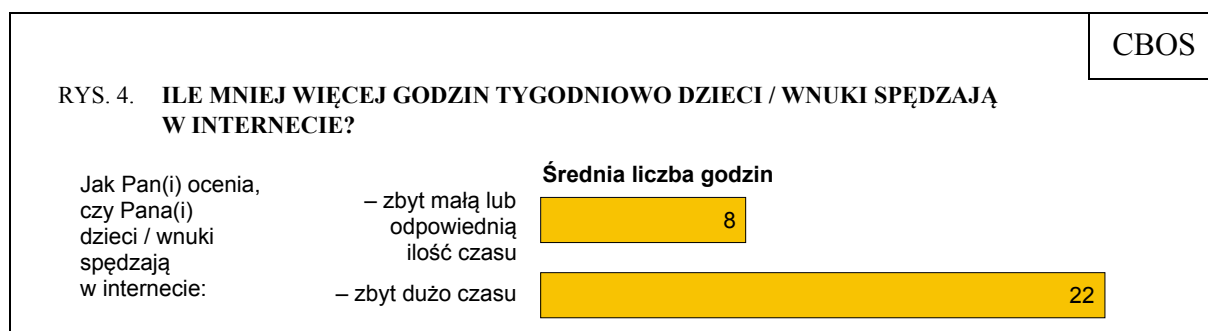 CBOS
RYS. 4. ILE MNIEJ WIĘCEJ GODZIN TYGODNIOWO DZIECI / WNUKI SPĘDZAJĄ
W INTERNECIE?
Jak Pan(i) ocenia,
czy Pana(i)
dzieci / wnuki
spędzają
w internecie:
Średnia liczba godzin
– zbyt małą lub
odpowiednią
ilość czasu
8
– zbyt dużo czasu
22